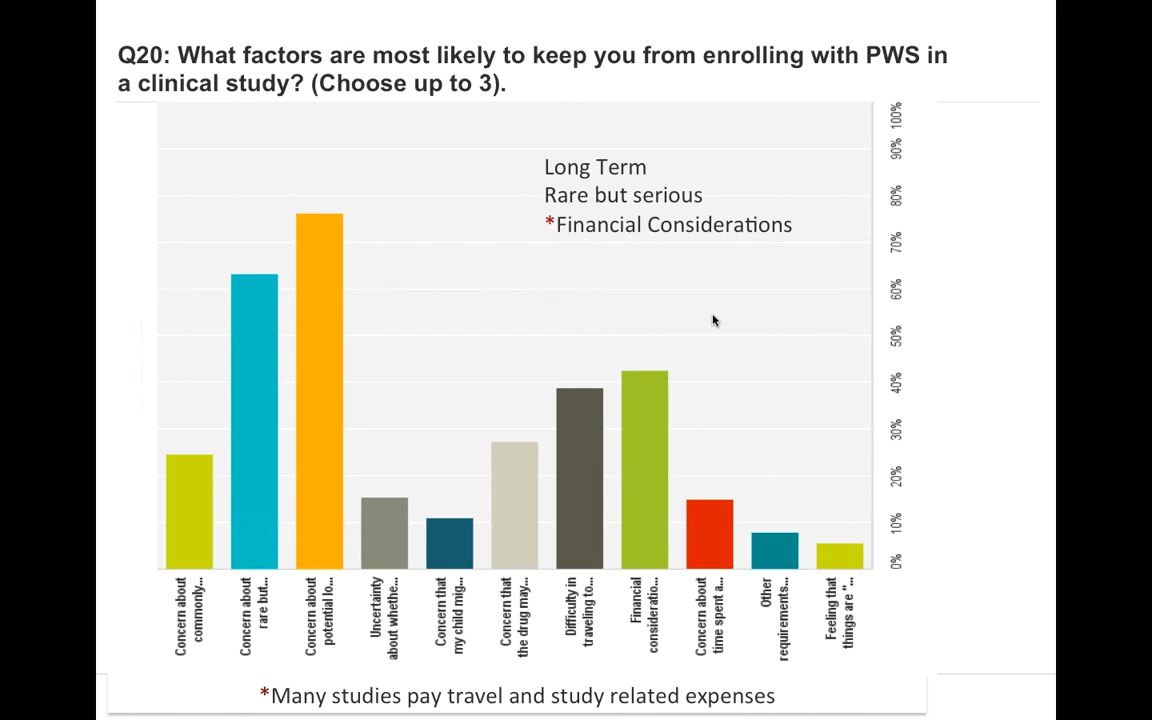 Q20: What factors are most likely to keep you from enrolling with PWS in
a clinical study? (Choose up to 3).
Long Term
Rare but serious
*Financial Considerations
100%
90%
80%
70%
60%
50%
40%
30%
20%
10%
0%
Concern about
commonly...
Concern about
rare but...
Concern about
potential lo...
Uncertainty
about whethe...
Concern that
my child mig...
Concern that
the drug may...
Difficulty in
traveling to...
Financial
consideratio...
Concern about
time spent a...
Other
requirements...
Feeling that
things are "...
*Many studies pay travel and study related expenses